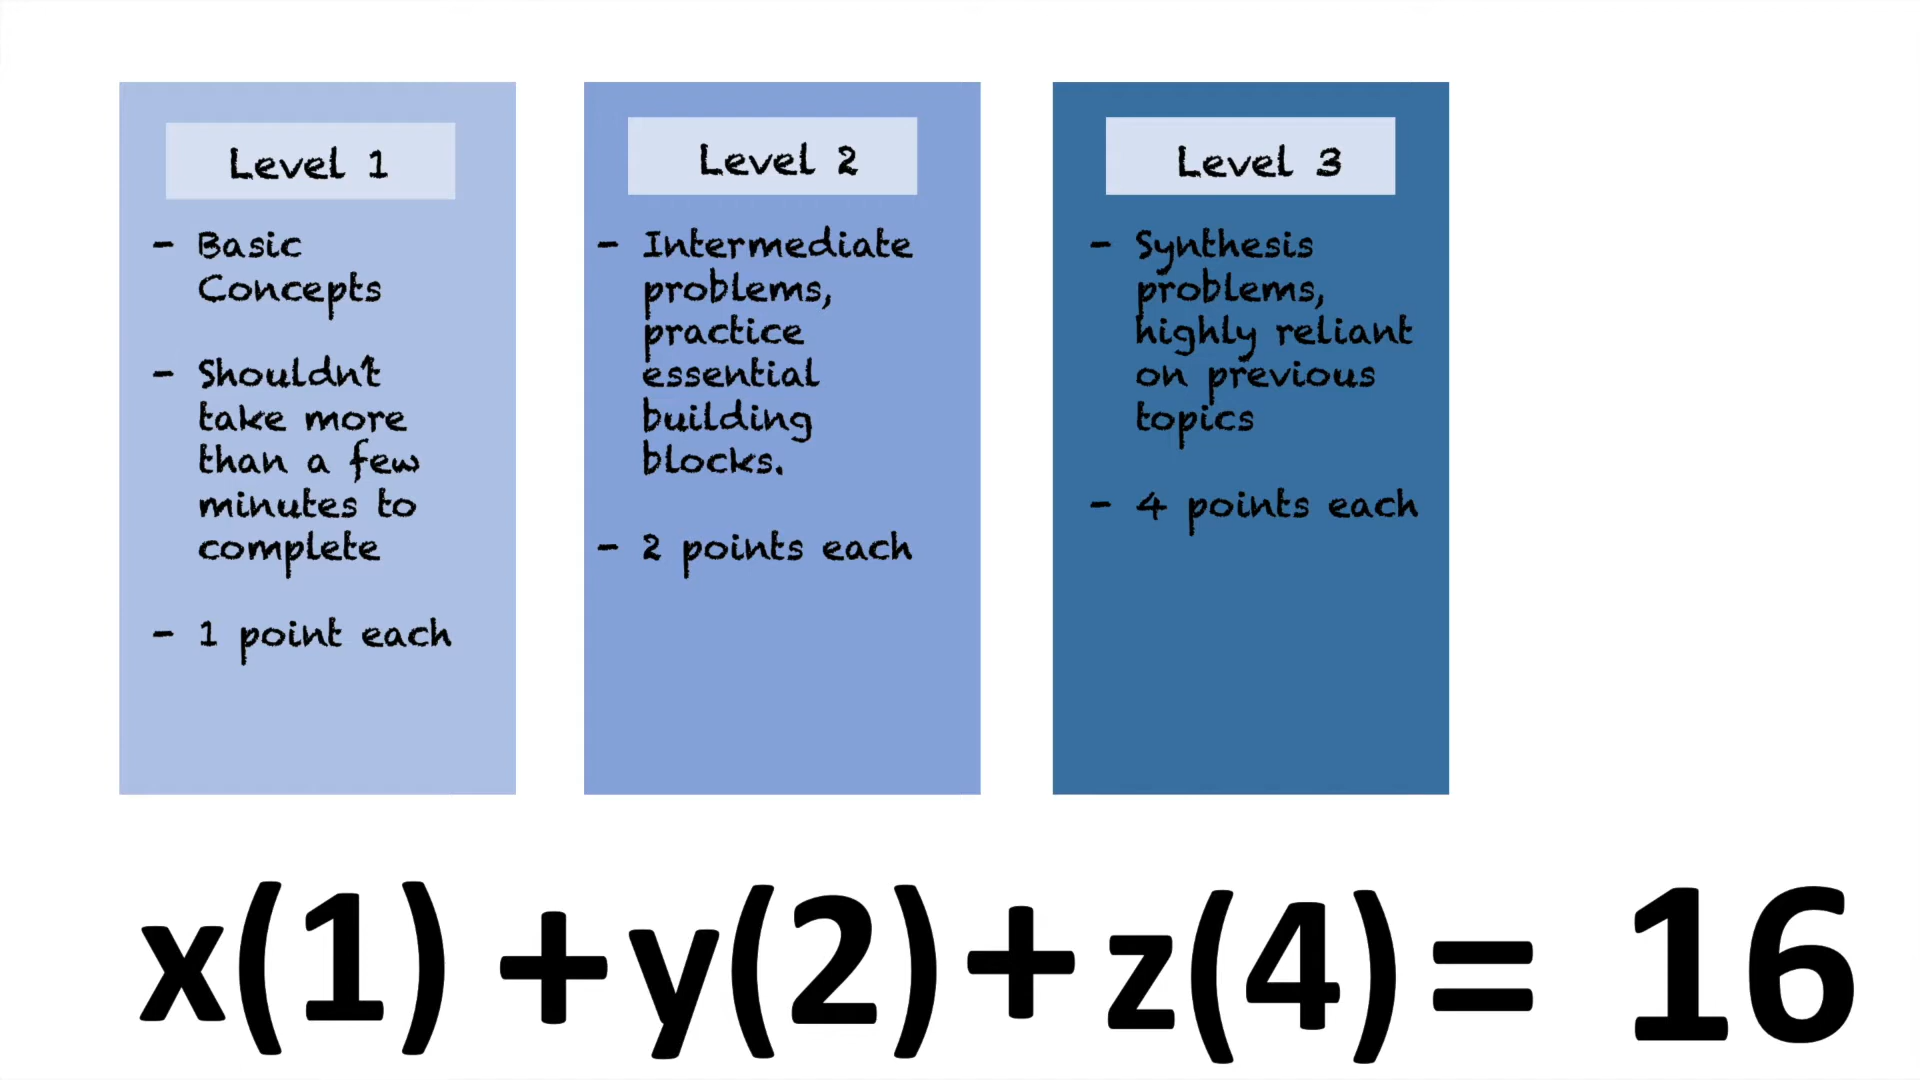 Level 1
- Basic
Concepts
- Shouldn't
take more
than a few
minutes to
complete
- 1 point each
Level 2
- Intermediate
problems,
practice
essential
building
blocks.
- 2 points each
Level 3
- Synthesis
problems,
highly reliant
on previous
topics
- 4 points each
x(1) + y(2) + z(4) = 16